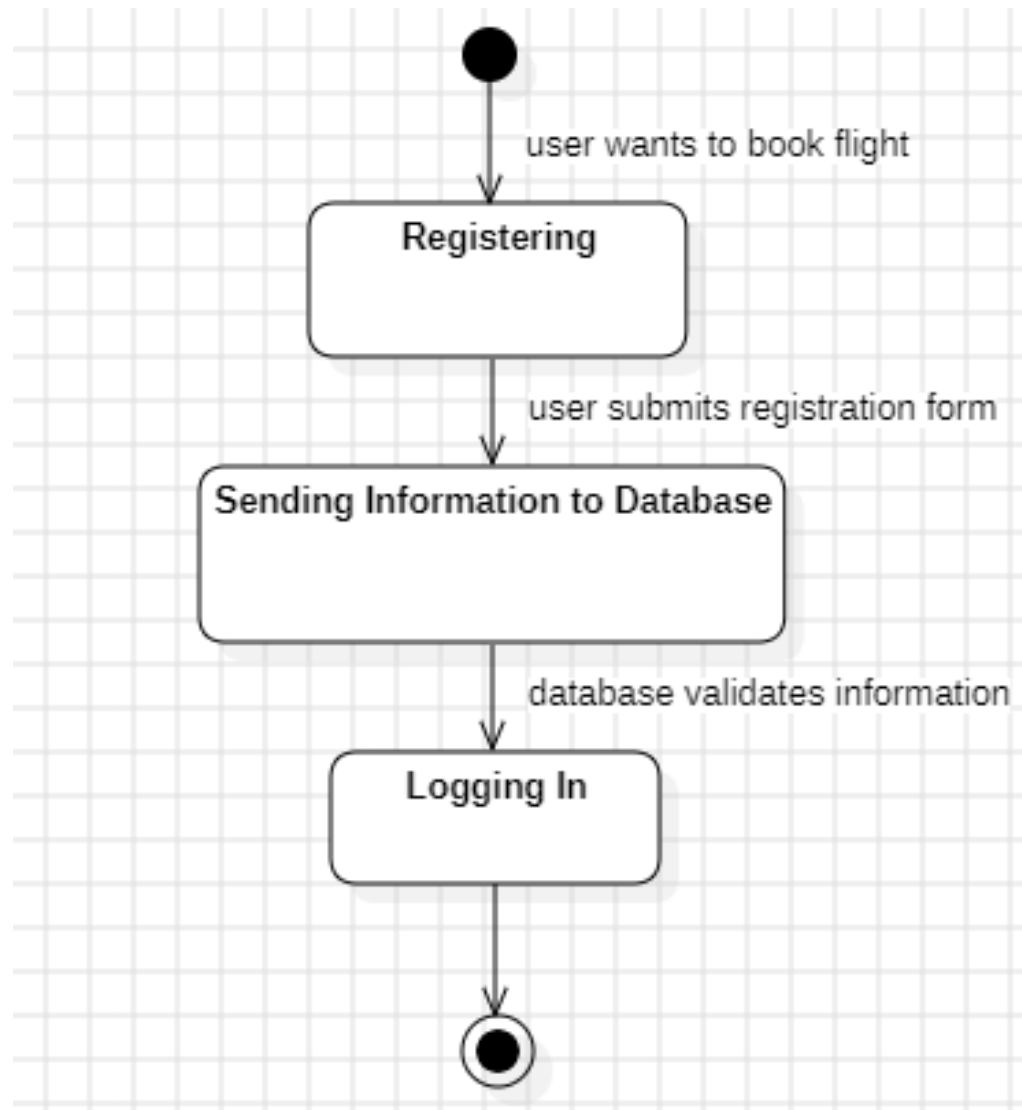 user wants to book flight
Registering
user submits registration form
Sending Information to Database
database validates information
Logging In